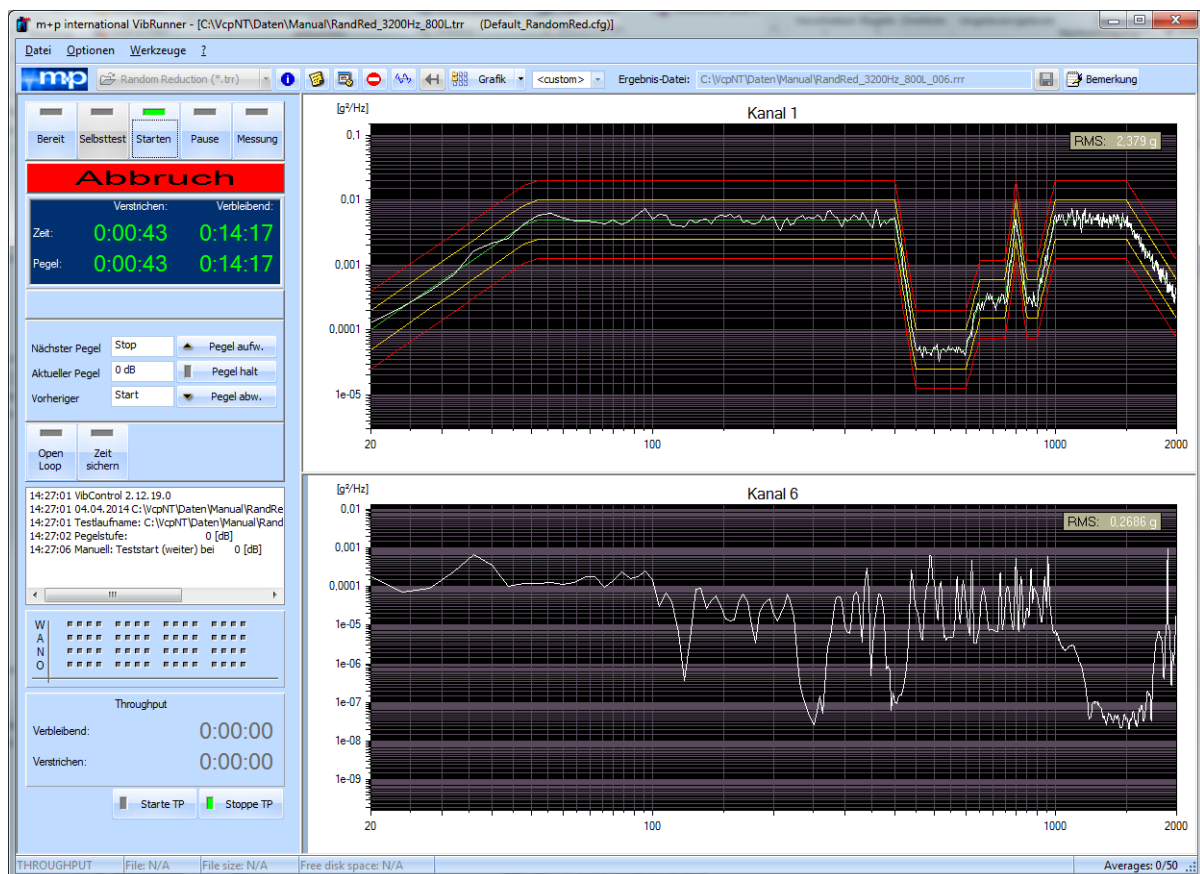 m+p international VibRunner - [C:\VcpNT\Daten\Manual\RandRed_3200Hz_800L.trr (Default_RandomRed.cfg)]
Datei Optionen Werkzeuge ?
m+p Random Reduction (*.trr) Grafik <custom> Ergebnis-Datei: C:\VcpNT\Daten\Manual\RandRed_3200Hz_800L_006.rrr Bemerkung
Bereit Selbsttest Starten Pause Messung
Abbruch
Verstrichen: Verbleibend:
Zeit: 0:00:43 0:14:17
Pegel: 0:00:43 0:14:17
Nächster Pegel Stop Pegel aufw.
Aktueller Pegel 0 dB Pegel halt
Vorheriger Start Pegel abw.
Open Loop
Zeit sichern
14:27:01 VibControl 2.12.19.0
14:27:01 04.04.2014 C:\VcpNT\Daten\Manual\RandRe
14:27:01 Testlaufname: C:\VcpNT\Daten\Manual\Rand
14:27:02 Pegelstufe: 0 [dB]
14:27:06 Manuell: Teststart (weiter) bei 0 [dB]
W
A
N
O
Throughput
Verbleibend: 0:00:00
Verstrichen: 0:00:00
Starte TP Stoppe TP
[g²/Hz]
Kanal 1
RMS: 2,379 g
0,1
0,01
0,001
0,0001
1e-05
20 100 1000 2000
[g²/Hz]
Kanal 6
RMS: 0,2686 g
0,01
0,001
0,0001
1e-05
1e-06
1e-07
1e-08
1e-09
20 100 1000 2000
THROUGHPUT File: N/A File size: N/A Free disk space: N/A Averages: 0/50